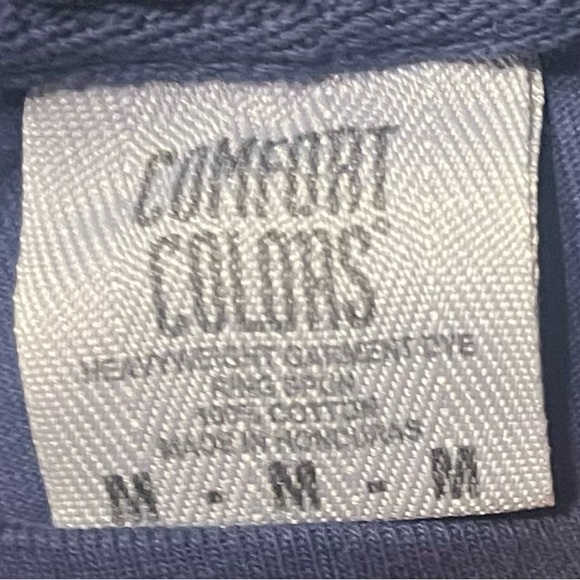 COMFORT
COLORS®
HEAVYWEIGHT GARMENT DYE
RING SPUN
100% COTTON
MADE IN HONDURAS
M - M - M